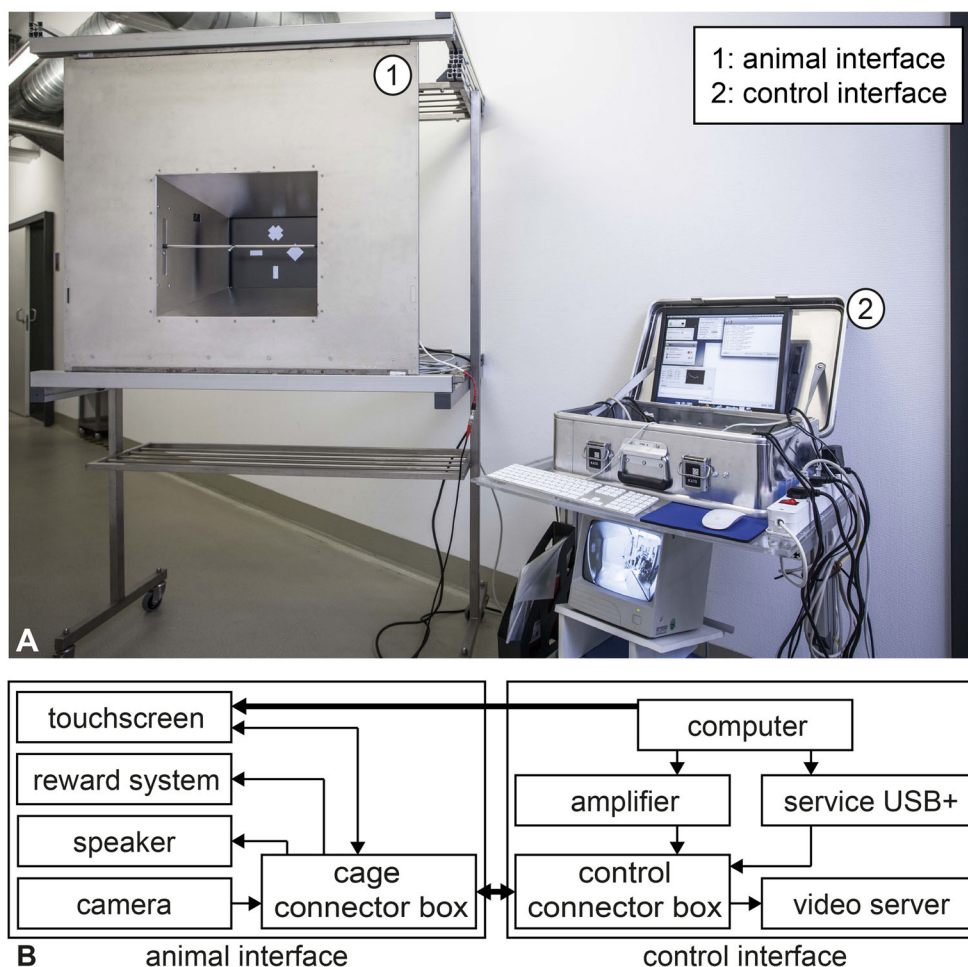 1
1: animal interface
2: control interface
2
A
touchscreen
computer
reward system
amplifier
service USB+
speaker
cage
connector box
control
connector box
camera
video server
B
animal interface
control interface